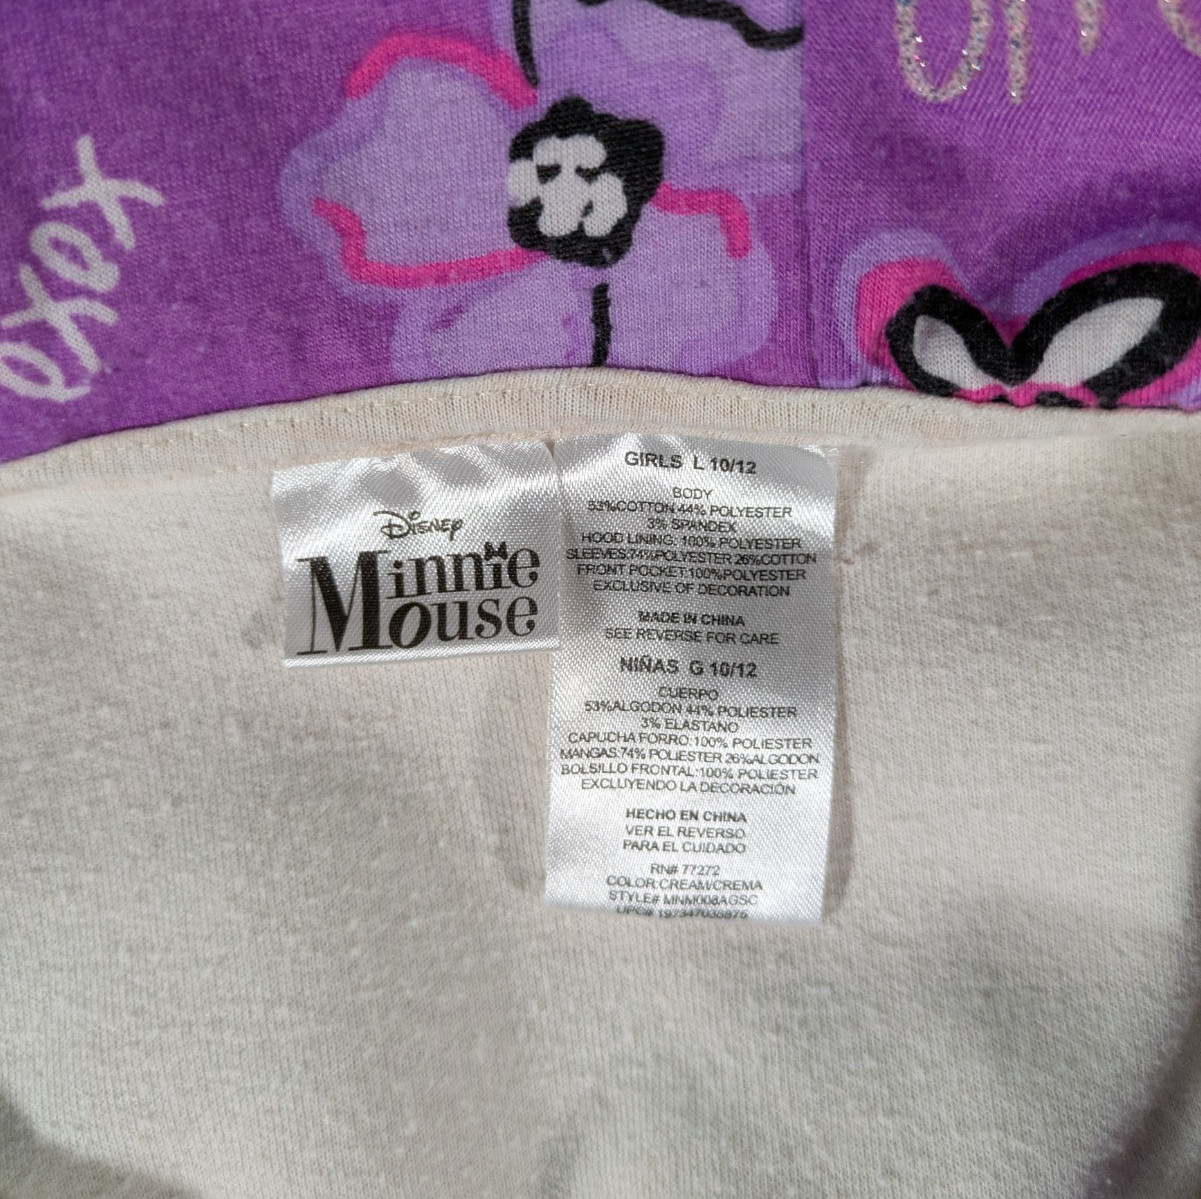 xoxo
Disney
Minnie
Mouse
GIRLS L 10/12
BODY
53%COTTON 44% POLYESTER
3% SPANDEX
HOOD LINING: 100% POLYESTER
SLEEVES:74%POLYESTER 26%COTTON
FRONT POCKET:100%POLYESTER
EXCLUSIVE OF DECORATION
MADE IN CHINA
SEE REVERSE FOR CARE
NIÑAS G 10/12
CUERPO
53%ALGODON 44% POLIESTER
3% ELASTANO
CAPUCHA FORRO:100% POLIESTER
MANGAS:74% POLIESTER 26%ALGODON
BOLSILLO FRONTAL:100% POLIESTER
EXCLUYENDO LA DECORACIÓN
HECHO EN CHINA
VER EL REVERSO
PARA EL CUIDADO
RN# 77272
COLOR:CREAM/CREMA
STYLE# MNM008AGSC
UPC#